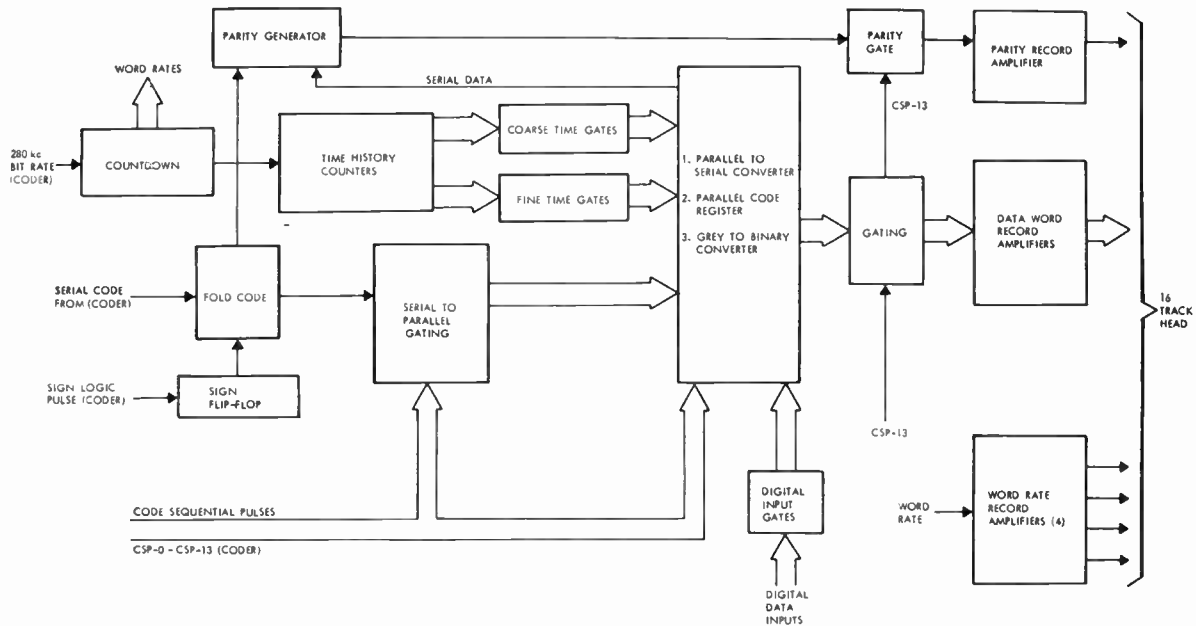 PARITY GENERATOR
PARITY
GATE
PARITY RECORD
AMPLIFIER
WORD RATES
SERIAL DATA
CSP-13
280 kc
BIT RATE
(CODER)
COUNTDOWN
TIME HISTORY
COUNTERS
COARSE TIME GATES
FINE TIME GATES
1. PARALLEL TO
SERIAL CONVERTER
2. PARALLEL CODE
REGISTER
3. GREY TO BINARY
CONVERTER
GATING
DATA WORD
RECORD
AMPLIFIERS
SERIAL CODE
FROM (CODER)
FOLD CODE
SERIAL TO
PARALLEL
GATING
16
TRACK
HEAD
SIGN LOGIC
PULSE (CODER)
SIGN
FLIP-FLOP
CSP-13
CODE SEQUENTIAL PULSES
CSP-0 - CSP-13 (CODER)
DIGITAL
INPUT
GATES
WORD
RATE
WORD RATE
RECORD
AMPLIFIERS (4)
DIGITAL
DATA
INPUTS